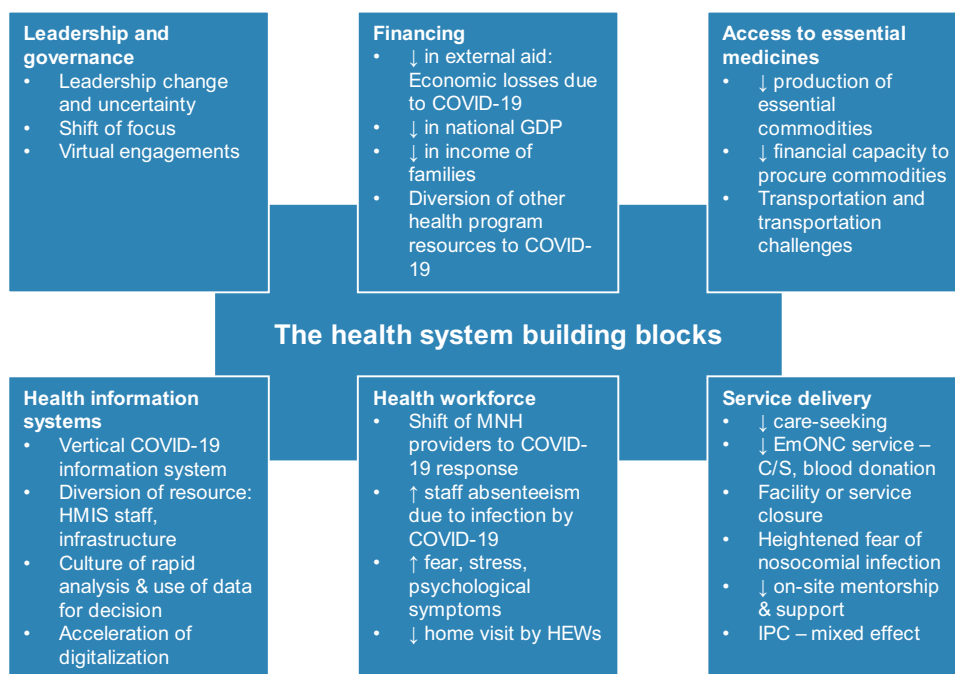 Leadership and
governance
• Leadership change
and uncertainty
• Shift of focus
• Virtual engagements
Financing
• ↓ in external aid:
Economic losses due
to COVID-19
• ↓ in national GDP
• ↓ in income of
families
• Diversion of other
health program
resources to COVID-
19
Access to essential
medicines
• ↓ production of
essential
commodities
• ↓ financial capacity to
procure commodities
• Transportation and
transportation
challenges
The health system building blocks
Health information
systems
• Vertical COVID-19
information system
• Diversion of resource:
HMIS staff,
infrastructure
• Culture of rapid
analysis & use of data
for decision
• Acceleration of
digitalization
Health workforce
• Shift of MNH
providers to COVID-
19 response
• ↑ staff absenteeism
due to infection by
COVID-19
• ↑ fear, stress,
psychological
symptoms
• ↓ home visit by HEWs
Service delivery
• ↓ care-seeking
• ↓ EmONC service –
C/S, blood donation
• Facility or service
closure
• Heightened fear of
nosocomial infection
• ↓ on-site mentorship
& support
• IPC – mixed effect